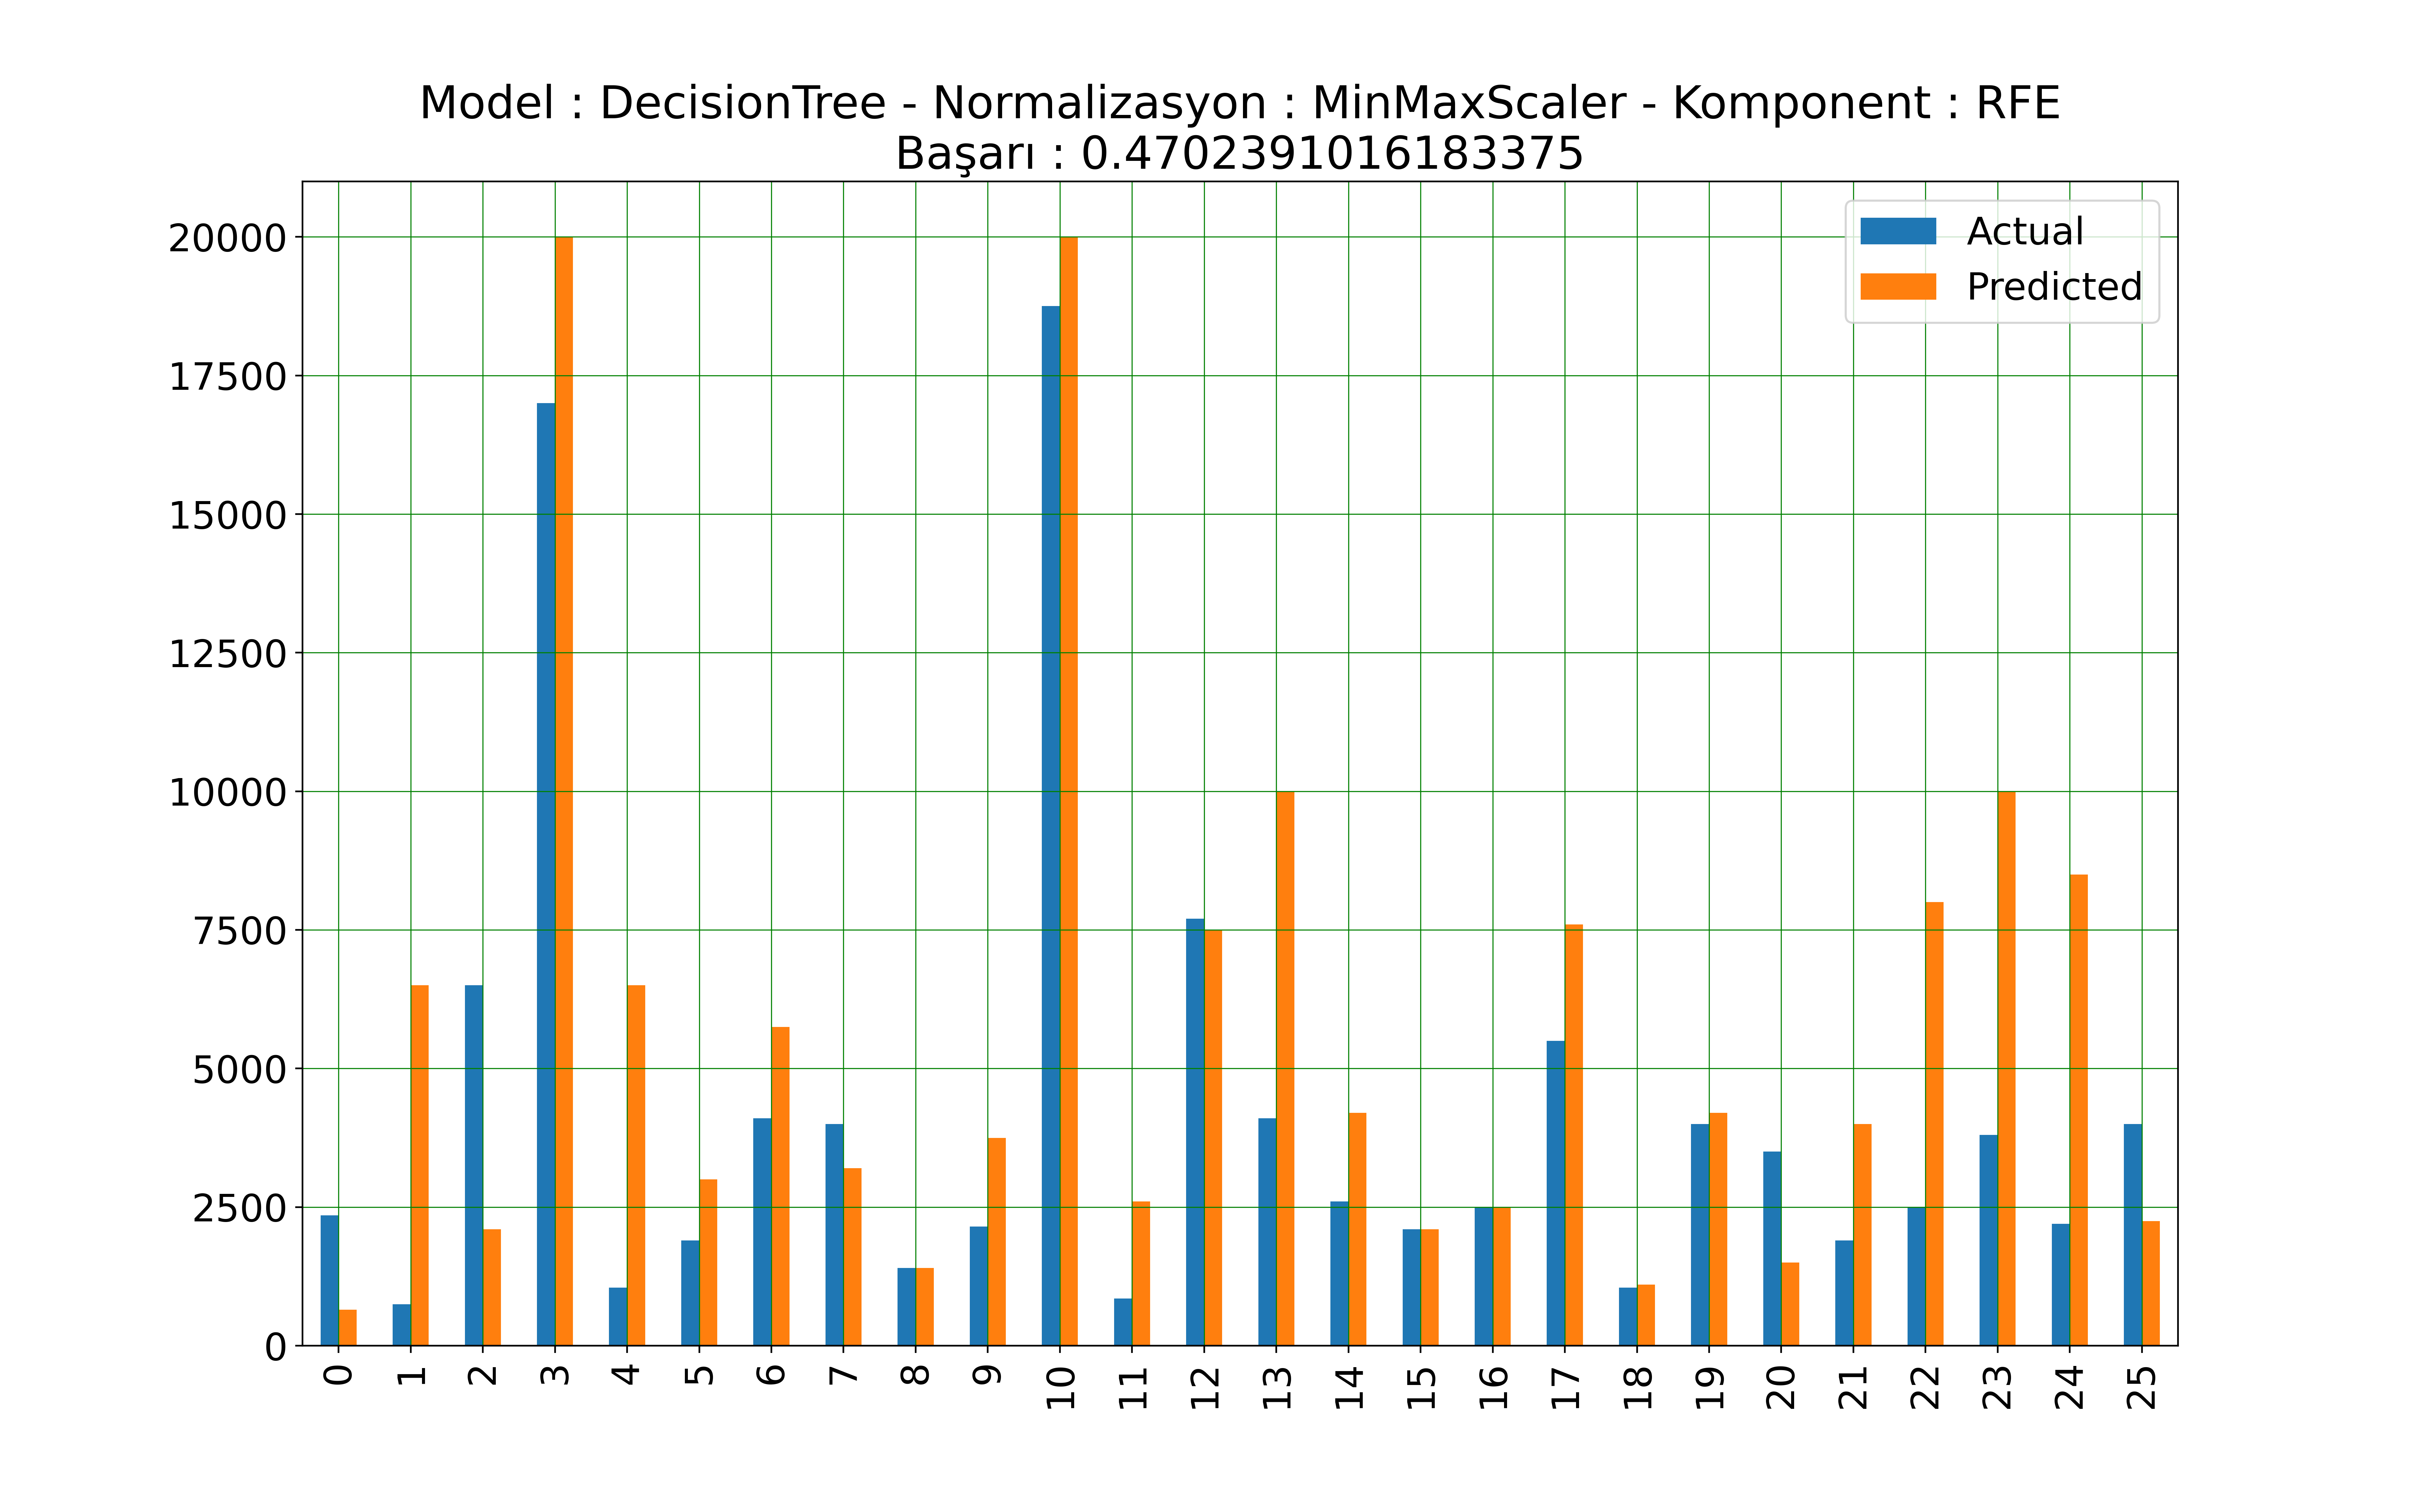 Model : DecisionTree - Normalizasyon : MinMaxScaler - Komponent : RFE
Başarı : 0.4702391016183375
Actual
Predicted
20000
17500
15000
12500
10000
7500
5000
2500
0
0 1 2 3 4 5 6 7 8 9 10 11 12 13 14 15 16 17 18 19 20 21 22 23 24 25